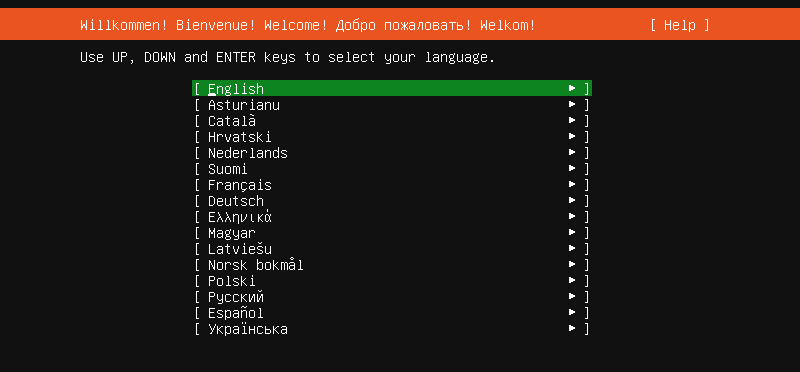 Willkommen! Bienvenue! Welcome! Добро пожаловать! Welkom! [ Help ]
Use UP, DOWN and ENTER keys to select your language.
[ English ▸ ]
[ Asturianu ▸ ]
[ Català ▸ ]
[ Hrvatski ▸ ]
[ Nederlands ▸ ]
[ Suomi ▸ ]
[ Français ▸ ]
[ Deutsch ▸ ]
[ Ελληνικά ▸ ]
[ Magyar ▸ ]
[ Latviešu ▸ ]
[ Norsk bokmål ▸ ]
[ Polski ▸ ]
[ Русский ▸ ]
[ Español ▸ ]
[ Українська ▸ ]